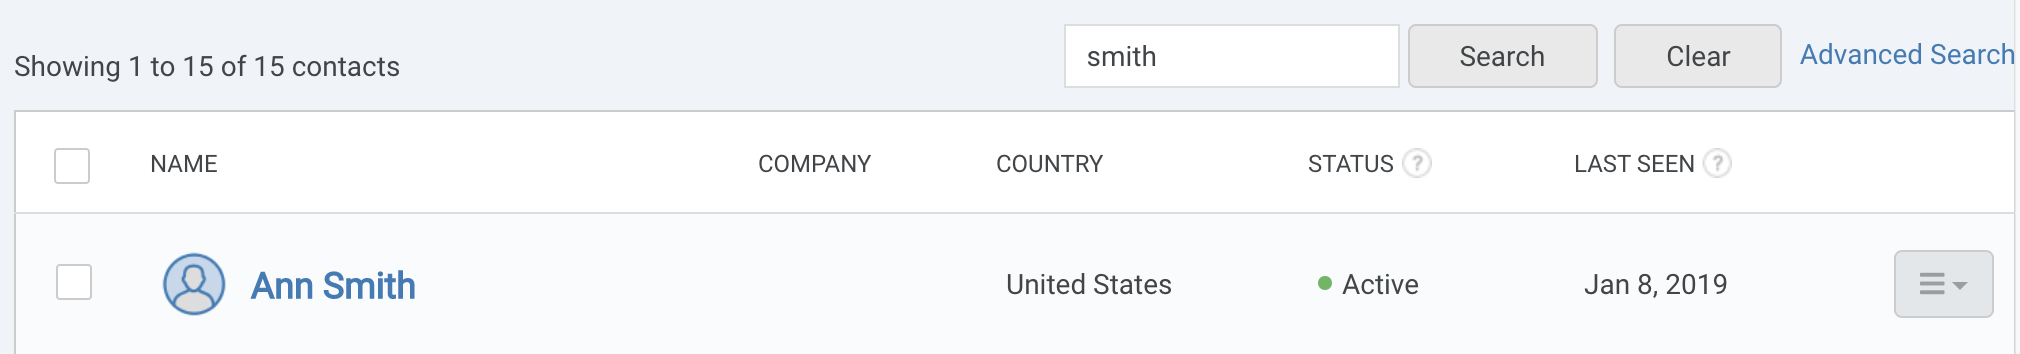 Showing 1 to 15 of 15 contacts smith Search Clear Advanced Search
NAME COMPANY COUNTRY STATUS ? LAST SEEN ?
Ann Smith United States Active Jan 8, 2019